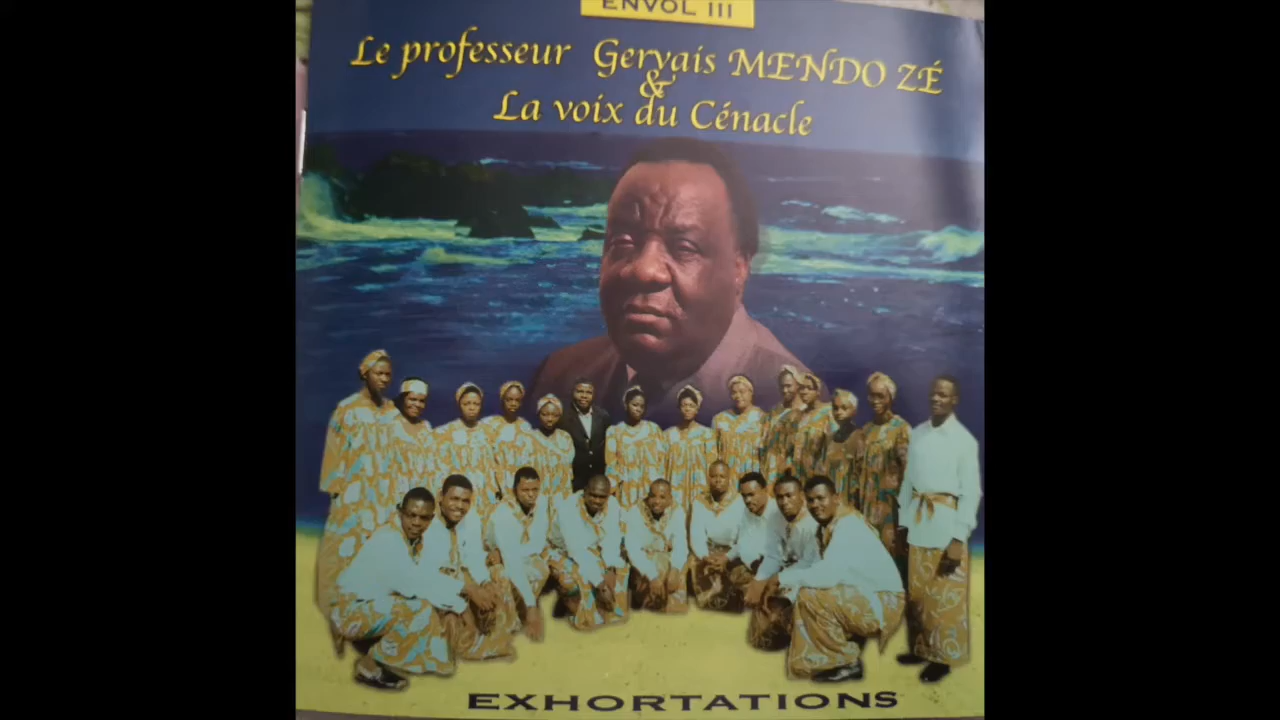 ENVOL III
Le professeur Gervais MENDO ZÉ
&
La voix du Cénacle
EXHORTATIONS